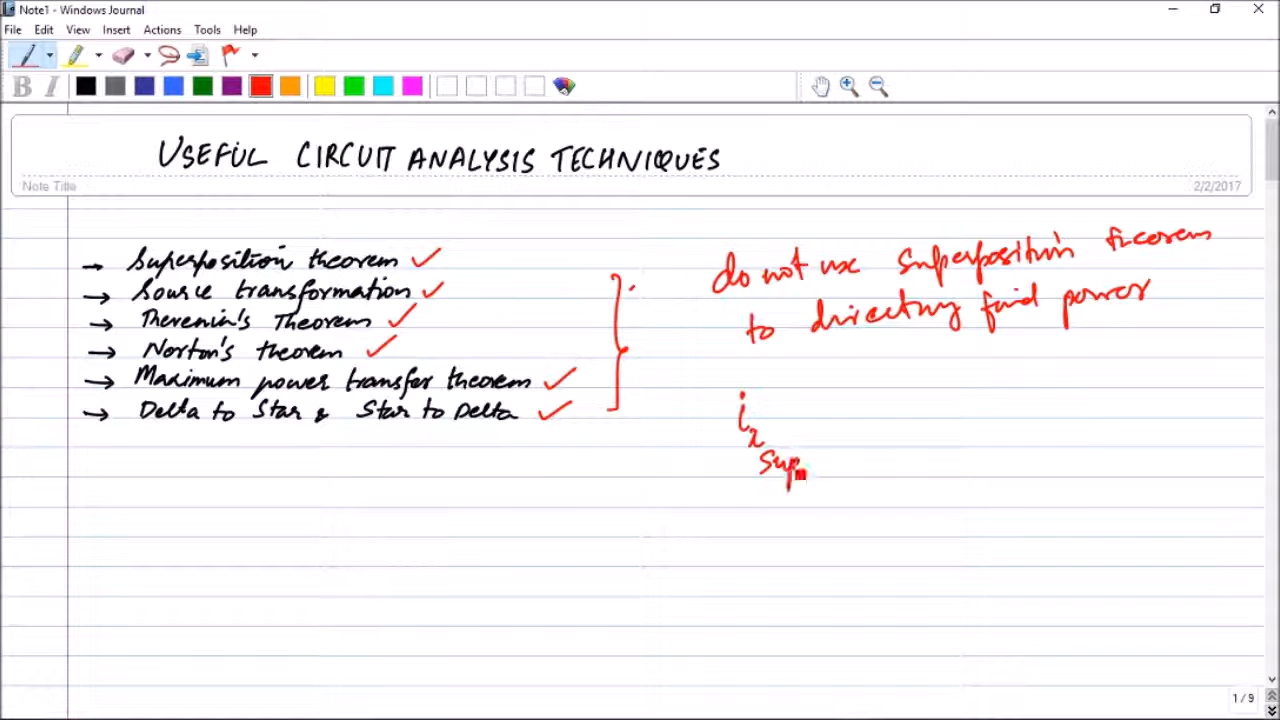 Note1 - Windows Journal
File Edit View Insert Actions Tools Help
B I
USEFUL CIRCUIT ANALYSIS TECHNIQUES
Note Title
2/2/2017
→ Superposition theorem ✓
→ Source transformation ✓
→ Thevenin's Theorem ✓
→ Norton's theorem ✓
→ Maximum power transfer theorem ✓
→ Delta to Star & Star to Delta ✓
do not use superposition theorem
to directly find power
i
x
sup
1 / 9